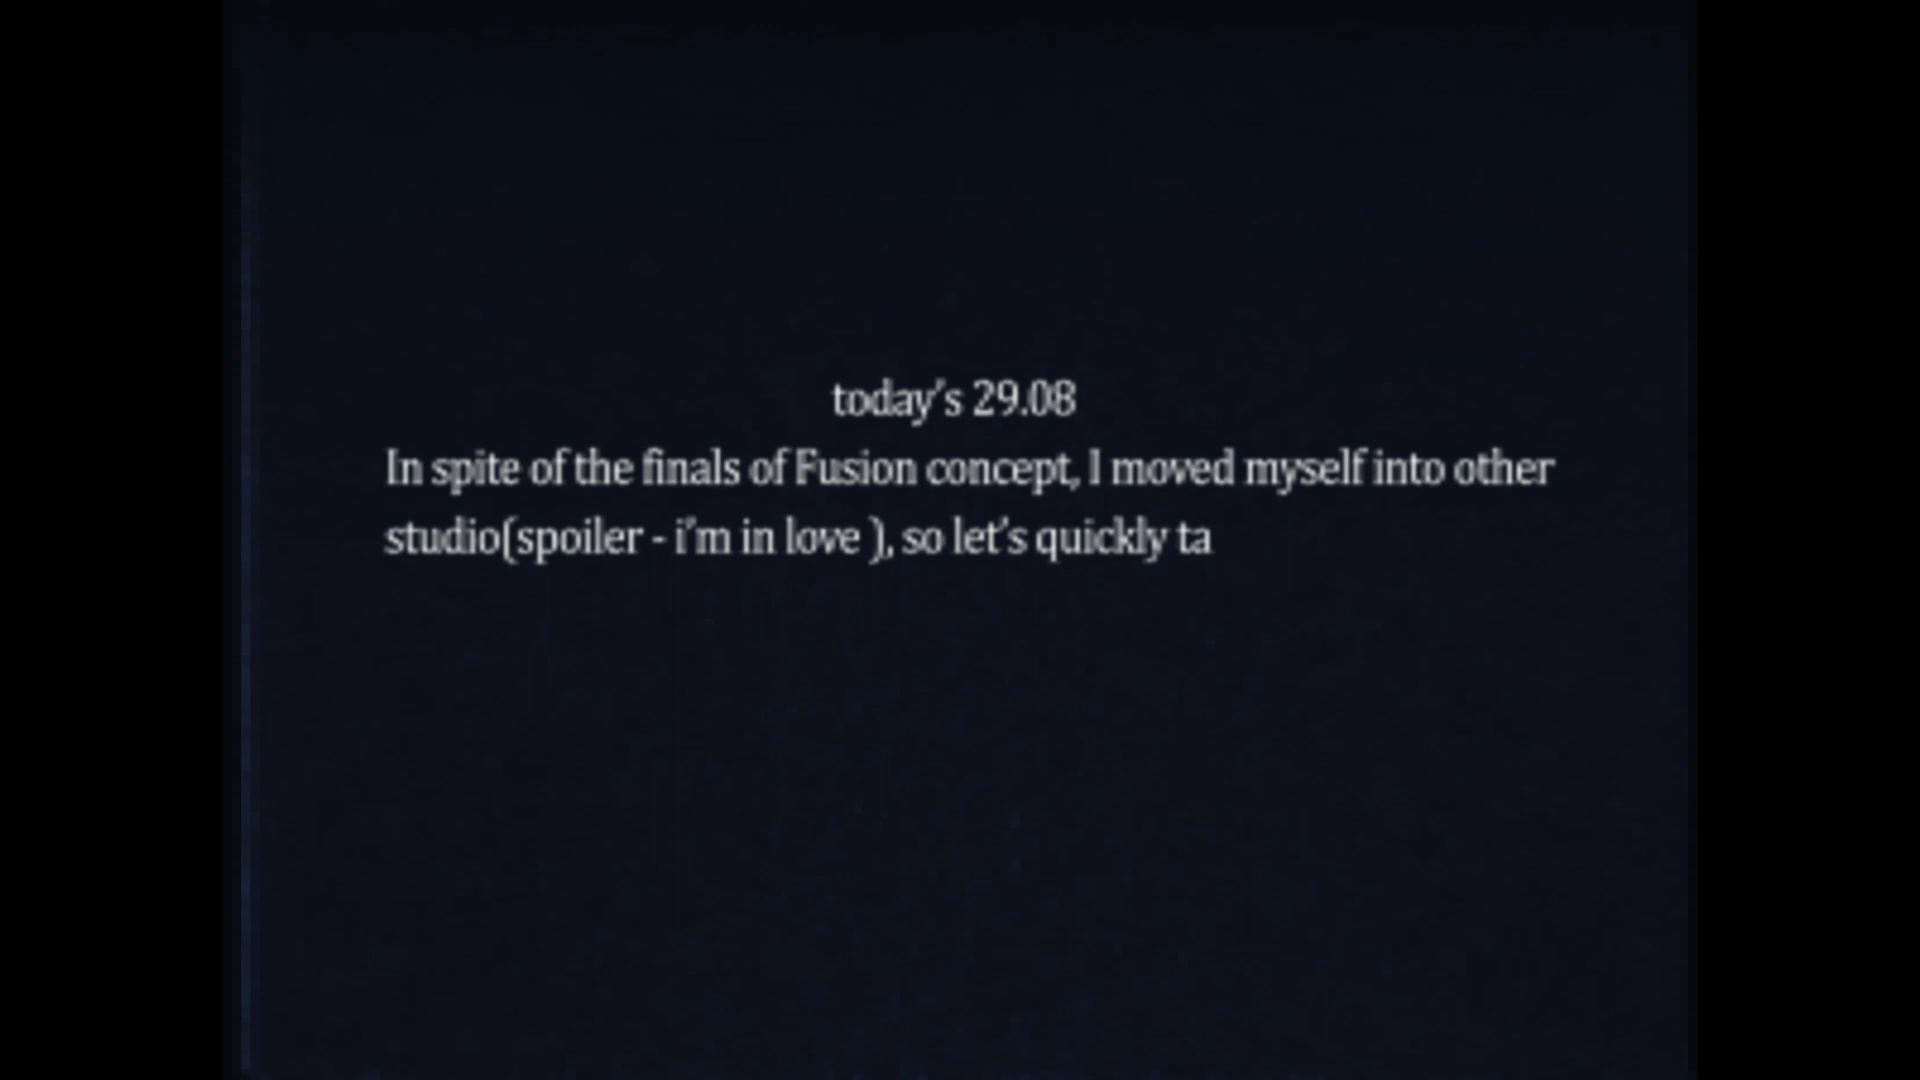 today's 29.08
In spite of the finals of Fusion concept, I moved myself into other
studio(spoiler - i'm in love ), so let's quickly ta